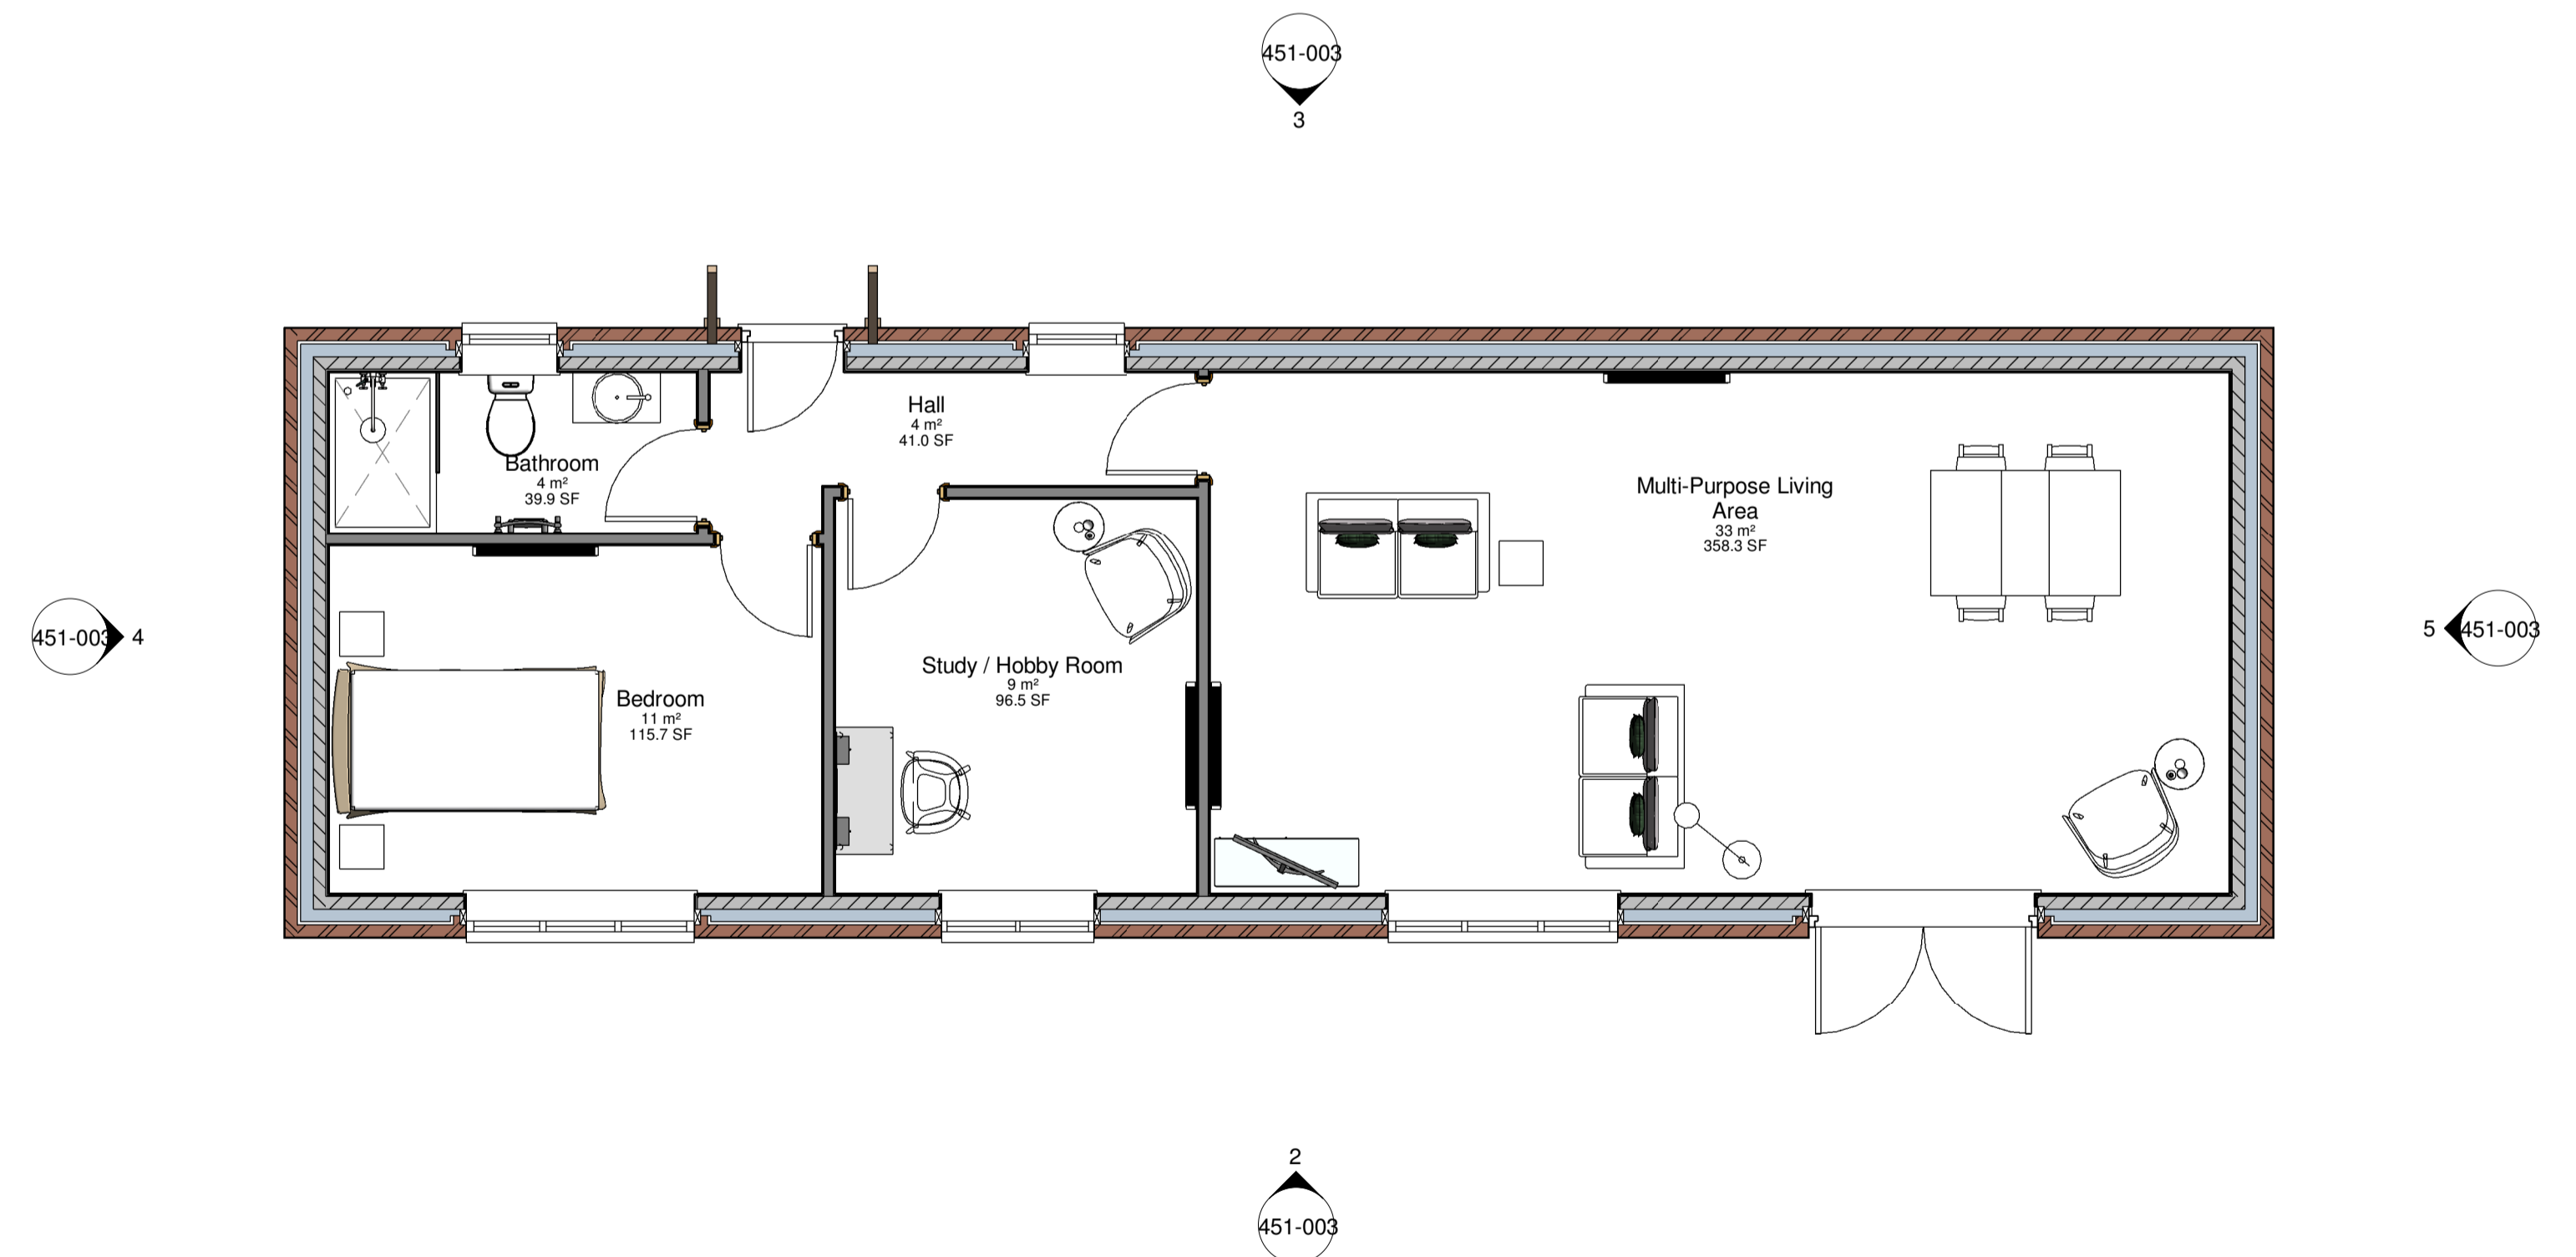 451-003
3
Hall
4 m²
41.0 SF
Bathroom
4 m²
39.9 SF
Multi-Purpose Living
Area
33 m²
358.3 SF
451-003
4
5
451-003
Study / Hobby Room
9 m²
96.5 SF
Bedroom
11 m²
115.7 SF
2
451-003